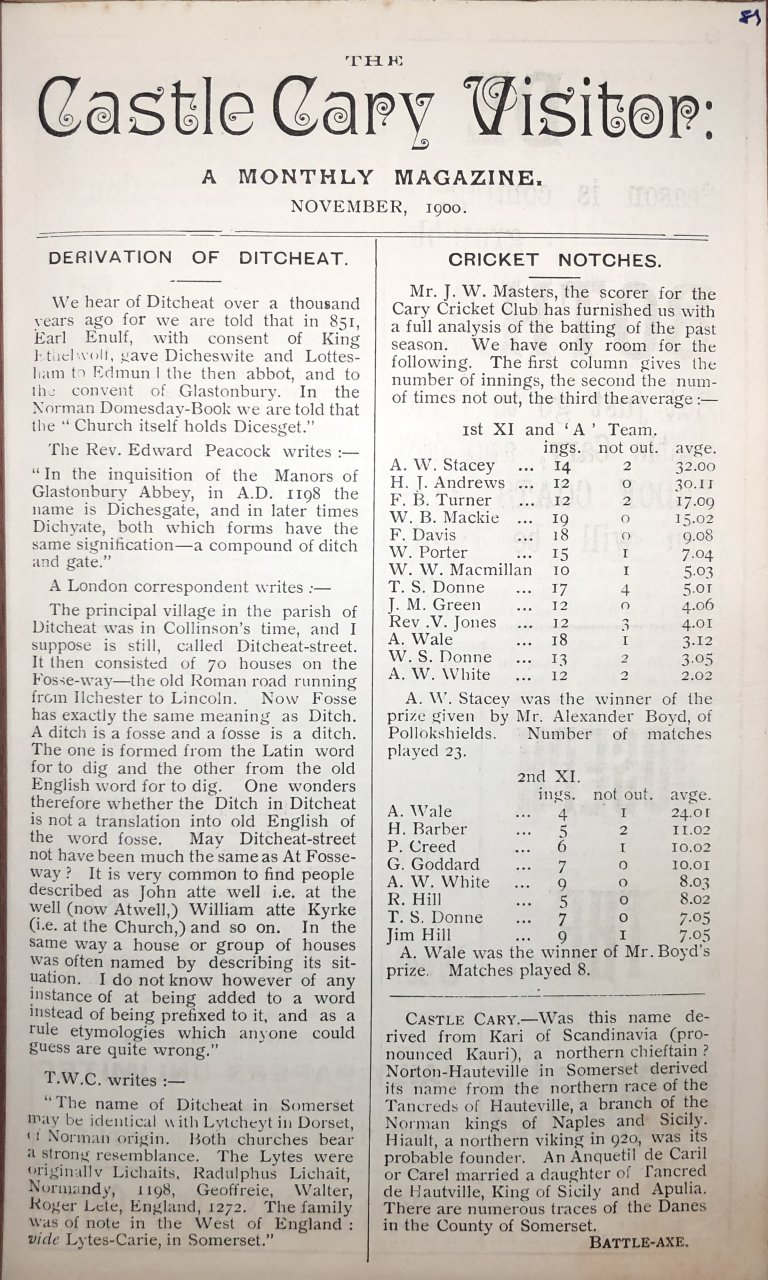 81
THE
Castle Cary Visitor:
A MONTHLY MAGAZINE.
NOVEMBER, 1900.
DERIVATION OF DITCHEAT.
We hear of Ditcheat over a thousand
years ago for we are told that in 851,
Earl Enulf, with consent of King
Ethelwolf, gave Dicheswite and Lottes-
ham to Edmun l the then abbot, and to
the convent of Glastonbury. In the
Norman Domesday-Book we are told that
the “ Church itself holds Dicesget.”
The Rev. Edward Peacock writes :—
“ In the inquisition of the Manors of
Glastonbury Abbey, in A.D. 1198 the
name is Dichesgate, and in later times
Dichyate, both which forms have the
same signification—a compound of ditch
and gate.”
A London correspondent writes :—
The principal village in the parish of
Ditcheat was in Collinson's time, and I
suppose is still, called Ditcheat-street.
It then consisted of 70 houses on the
Fosse-way—the old Roman road running
from Ilchester to Lincoln. Now Fosse
has exactly the same meaning as Ditch.
A ditch is a fosse and a fosse is a ditch.
The one is formed from the Latin word
for to dig and the other from the old
English word for to dig. One wonders
therefore whether the Ditch in Ditcheat
is not a translation into old English of
the word fosse. May Ditcheat-street
not have been much the same as At Fosse-
way ? It is very common to find people
described as John atte well i.e. at the
well (now Atwell,) William atte Kyrke
(i.e. at the Church,) and so on. In the
same way a house or group of houses
was often named by describing its sit-
uation. I do not know however of any
instance of at being added to a word
instead of being prefixed to it, and as a
rule etymologies which anyone could
guess are quite wrong.”
T.W.C. writes :—
“ The name of Ditcheat in Somerset
may be identical with Lytcheyt in Dorset,
of Norman origin. Both churches bear
a strong resemblance. The Lytes were
originally Lichaits, Radulphus Lichait,
Normandy, 1198, Geoffreie, Walter,
Roger Lete, England, 1272. The family
was of note in the West of England :
vide Lytes-Carie, in Somerset.”
CRICKET NOTCHES.
Mr. J. W. Masters, the scorer for the
Cary Cricket Club has furnished us with
a full analysis of the batting of the past
season. We have only room for the
following. The first column gives the
number of innings, the second the num-
of times not out, the third the average :—
1st XI and ‘ A ’ Team.
ings. not out. avge.
A. W. Stacey ... 14 2 32.00
H. J. Andrews ... 12 0 30.11
F. B. Turner ... 12 2 17.09
W. B. Mackie ... 19 0 15.02
F. Davis ... 18 0 9.08
W. Porter ... 15 1 7.04
W. W. Macmillan 10 1 5.03
T. S. Donne ... 17 4 5.01
J. M. Green ... 12 0 4.06
Rev .V. Jones ... 12 3 4.01
A. Wale ... 18 1 3.12
W. S. Donne ... 13 2 3.05
A. W. White ... 12 2 2.02
A. W. Stacey was the winner of the
prize given by Mr. Alexander Boyd, of
Pollokshields. Number of matches
played 23.
2nd XI.
ings. not out. avge.
A. Wale ... 4 1 24.01
H. Barber ... 5 2 11.02
P. Creed ... 6 1 10.02
G. Goddard ... 7 0 10.01
A. W. White ... 9 0 8.03
R. Hill ... 5 0 8.02
T. S. Donne ... 7 0 7.05
Jim Hill ... 9 1 7.05
A. Wale was the winner of Mr. Boyd's
prize. Matches played 8.
CASTLE CARY.—Was this name de-
rived from Kari of Scandinavia (pro-
nounced Kauri), a northern chieftain ?
Norton-Hauteville in Somerset derived
its name from the northern race of the
Tancreds of Hauteville, a branch of the
Norman kings of Naples and Sicily.
Hiault, a northern viking in 920, was its
probable founder. An Anquetil de Caril
or Carel married a daughter of Tancred
de Hautville, King of Sicily and Apulia.
There are numerous traces of the Danes
in the County of Somerset.
BATTLE-AXE.